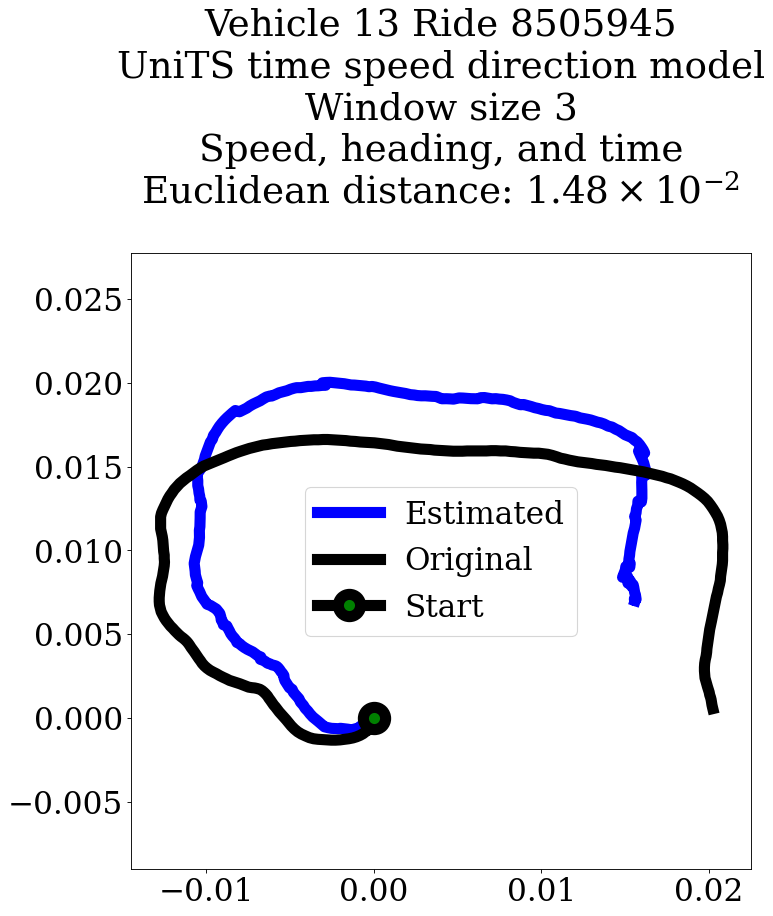 Vehicle 13 Ride 8505945
UniTS time speed direction model
Window size 3
Speed, heading, and time
Euclidean distance: 1.48 × 10⁻²
0.025
0.020
0.015
0.010
0.005
0.000
−0.005
Estimated
Original
Start
−0.01 0.00 0.01 0.02